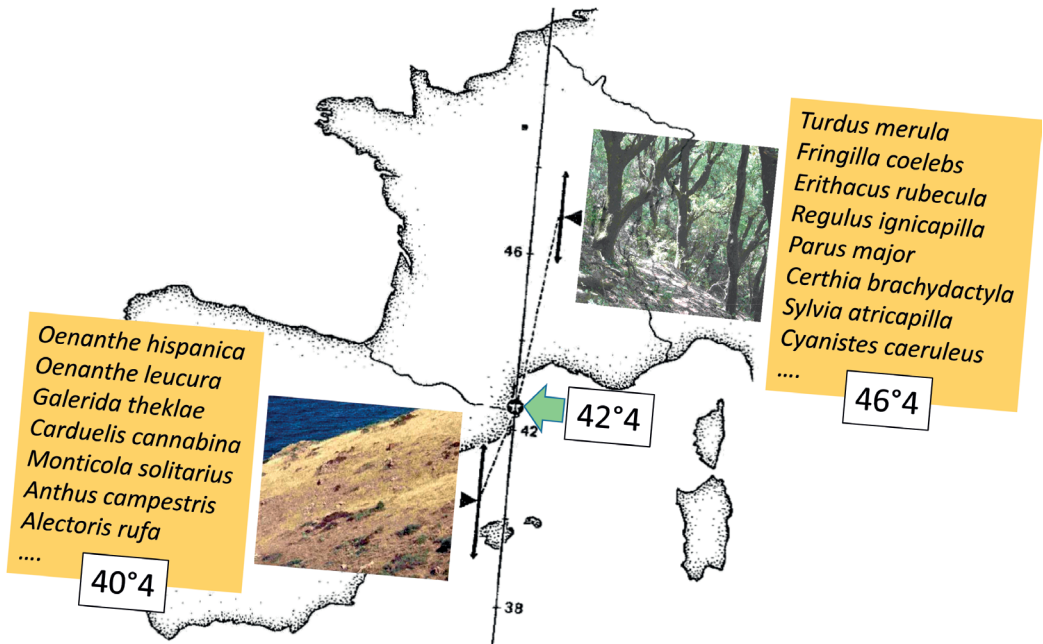 Turdus merula
Fringilla coelebs
Erithacus rubecula
Regulus ignicapilla
Parus major
Certhia brachydactyla
Sylvia atricapilla
Cyanistes caeruleus
....
46°4
46
Oenanthe hispanica
Oenanthe leucura
Galerida theklae
Carduelis cannabina
Monticola solitarius
Anthus campestris
Alectoris rufa
....
40°4
42°4
42
38